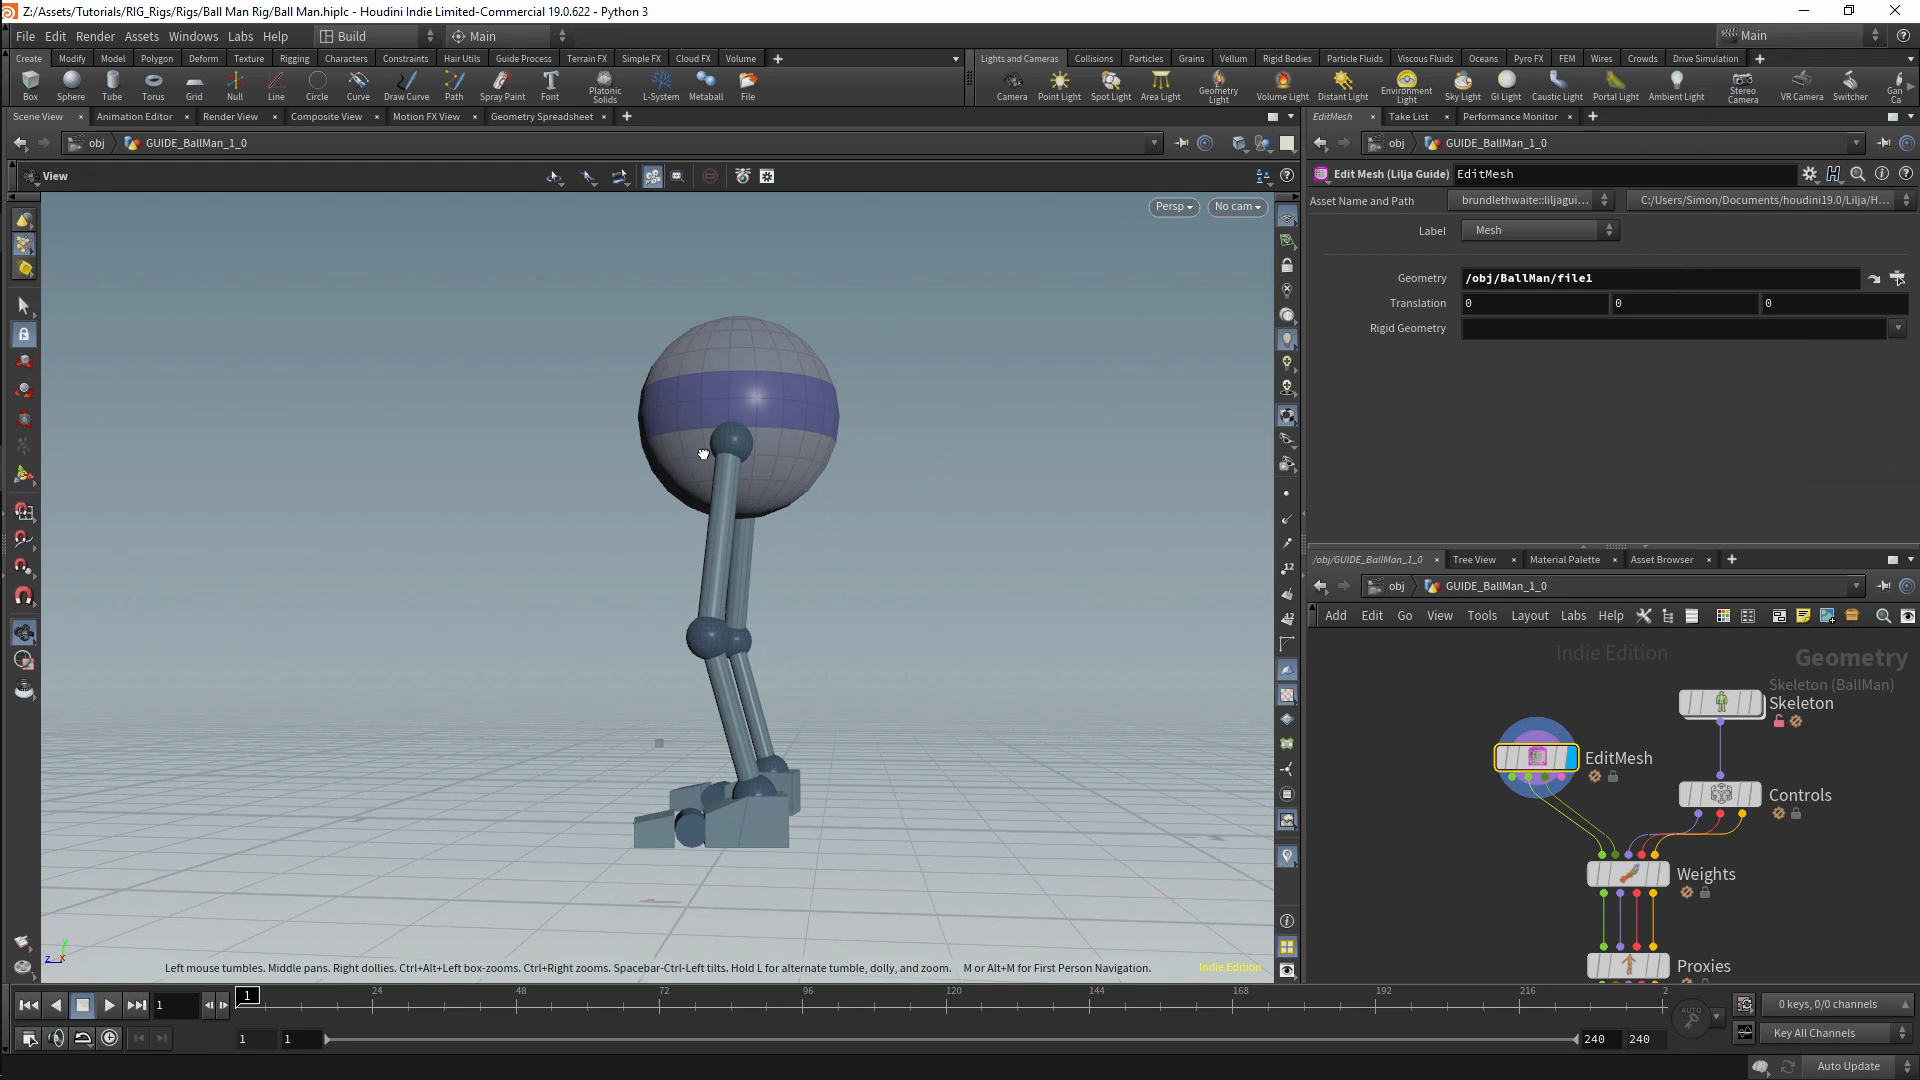 Z:/Assets/Tutorials/RIG_Rigs/Rigs/Ball Man Rig/Ball Man.hiplc - Houdini Indie Limited-Commercial 19.0.622 - Python 3
File Edit Render Assets Windows Labs Help Build Main Main
Create Modify Model Polygon Deform Texture Rigging Characters Constraints Hair Utils Guide Process Terrain FX Simple FX Cloud FX Volume
Lights and Cameras Collisions Particles Grains Vellum Rigid Bodies Particle Fluids Viscous Fluids Oceans Pyro FX FEM Wires Crowds Drive Simulation
Box Sphere Tube Torus Grid Null Line Circle Curve Draw Curve Path Spray Paint Font Platonic Solids L-System Metaball File
Camera Point Light Spot Light Area Light Geometry Light Volume Light Distant Light Environment Light Sky Light GI Light Caustic Light Portal Light Ambient Light Stereo Camera VR Camera Switcher Gan Ca
Scene View Animation Editor Render View Composite View Motion FX View Geometry Spreadsheet
EditMesh Take List Performance Monitor
obj GUIDE_BallMan_1_0
obj GUIDE_BallMan_1_0
View
Edit Mesh (Lilja Guide) EditMesh
Asset Name and Path brundlethwaite::liljagui... C:/Users/Simon/Documents/houdini19.0/Lilja/H...
Persp No cam
Label Mesh
Geometry /obj/BallMan/file1
Translation 0 0 0
Rigid Geometry
/obj/GUIDE_BallMan_1_0 Tree View Material Palette Asset Browser
obj GUIDE_BallMan_1_0
Add Edit Go View Tools Layout Labs Help
Indie Edition
Geometry
Skeleton (BallMan)
Skeleton
EditMesh
Controls
Weights
Proxies
12
12
z y x
Left mouse tumbles. Middle pans. Right dollies. Ctrl+Alt+Left box-zooms. Ctrl+Right zooms. Spacebar-Ctrl-Left tilts. Hold L for alternate tumble, dolly, and zoom. M or Alt+M for First Person Navigation.
Indie Edition
1 1 24 48 72 96 120 144 168 192 216 2
AUTO
0 keys, 0/0 channels
1 1 240 240
Key All Channels
Auto Update